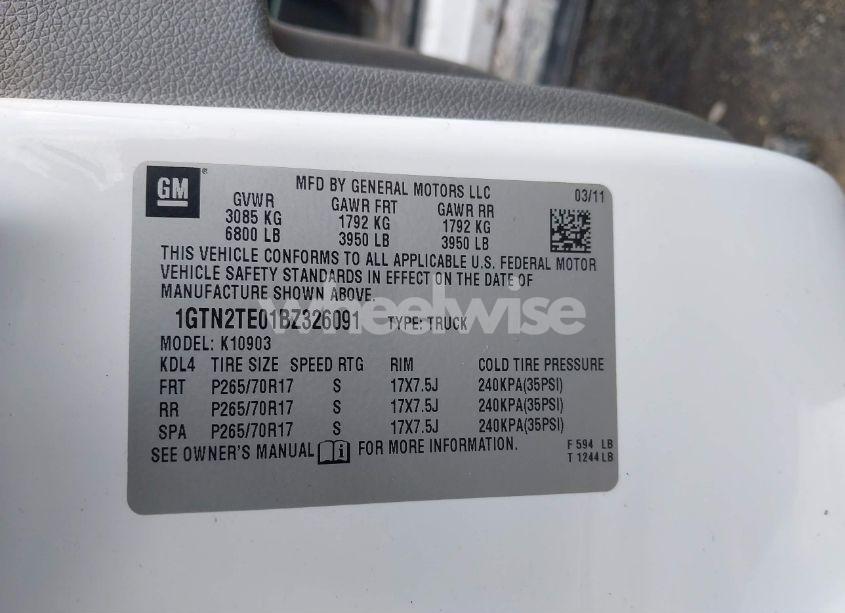 GM
MFD BY GENERAL MOTORS LLC
03/11
GVWR GAWR FRT GAWR RR
3085 KG 1792 KG 1792 KG
6800 LB 3950 LB 3950 LB
THIS VEHICLE CONFORMS TO ALL APPLICABLE U.S. FEDERAL MOTOR
VEHICLE SAFETY STANDARDS IN EFFECT ON THE DATE OF
MANUFACTURE SHOWN ABOVE.
wheelwise
1GTN2TE01BZ326091 TYPE: TRUCK
MODEL: K10903
KDL4 TIRE SIZE SPEED RTG RIM COLD TIRE PRESSURE
FRT P265/70R17 S 17X7.5J 240KPA(35PSI)
RR P265/70R17 S 17X7.5J 240KPA(35PSI)
SPA P265/70R17 S 17X7.5J 240KPA(35PSI)
SEE OWNER'S MANUAL i FOR MORE INFORMATION.
F 594 LB
T 1244 LB